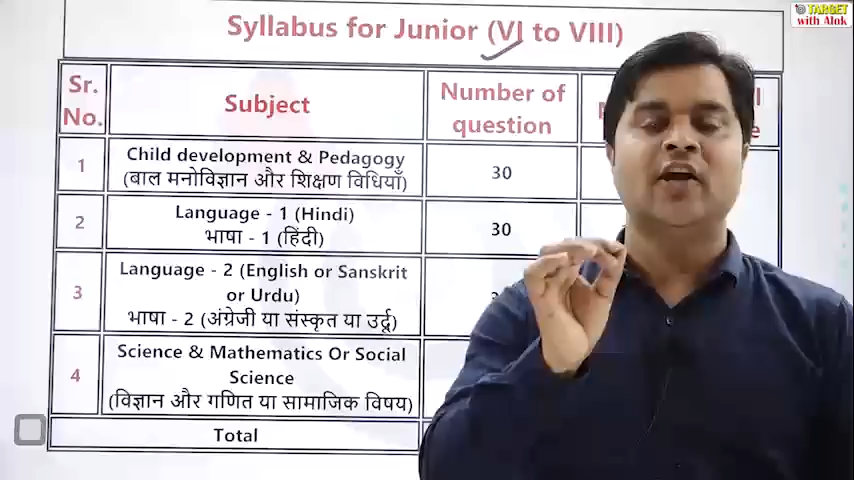 TARGET
with Alok
Syllabus for Junior (VI to VIII)
Sr. No.
Subject
Number of question
1
Child development & Pedagogy
(बाल मनोविज्ञान और शिक्षण विधियाँ)
30
2
Language - 1 (Hindi)
भाषा - 1 (हिंदी)
30
3
Language - 2 (English or Sanskrit
or Urdu)
भाषा - 2 (अंग्रेजी या संस्कृत या उर्दू)
4
Science & Mathematics Or Social
Science
(विज्ञान और गणित या सामाजिक विषय)
Total